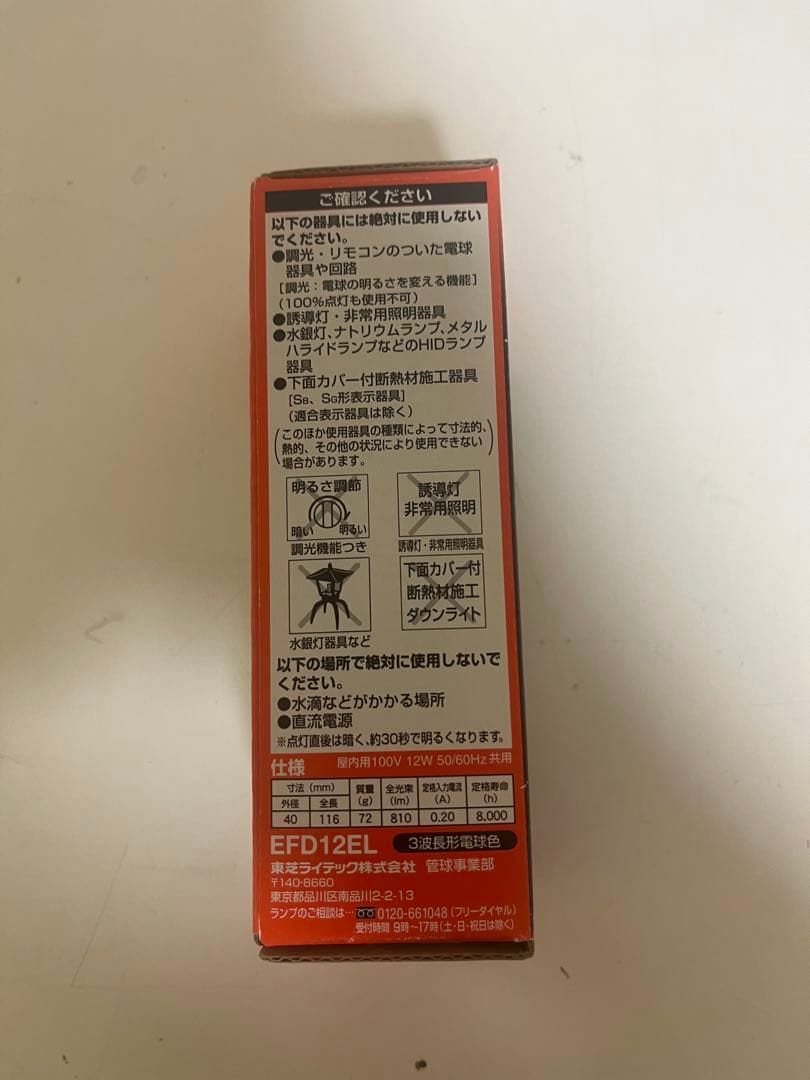 ご確認ください
以下の器具には絶対に使用しない
でください。
●調光・リモコンのついた電球
器具や回路
[調光：電球の明るさを変える機能]
(100%点灯も使用不可)
●誘導灯・非常用照明器具
●水銀灯、ナトリウムランプ、メタル
ハライドランプなどのHIDランプ
器具
●下面カバー付断熱材施工器具
[SB、SG形表示器具]
(適合表示器具は除く)
(このほか使用器具の種類によって寸法的、
熱的、その他の状況により使用できない
場合があります。)
明るさ調節
暗い 明るい
調光機能つき
誘導灯
非常用照明
誘導灯・非常用照明器具
水銀灯器具など
下面カバー付
断熱材施工
ダウンライト
以下の場所で絶対に使用しないで
ください。
●水滴などがかかる場所
●直流電源
※点灯直後は暗く、約30秒で明るくなります。
仕様 屋内用100V 12W 50/60Hz 共用
寸法(mm) 質量(g) 全光束(lm) 定格入力電流(A) 定格寿命(h)
外径 全長
40 116 72 810 0.20 8,000
EFD12EL 3波長形電球色
東芝ライテック株式会社 管球事業部
〒140-8660
東京都品川区南品川2-2-13
ランプのご相談は… 0120-661048(フリーダイヤル)
受付時間 9時～17時(土・日・祝日は除く)